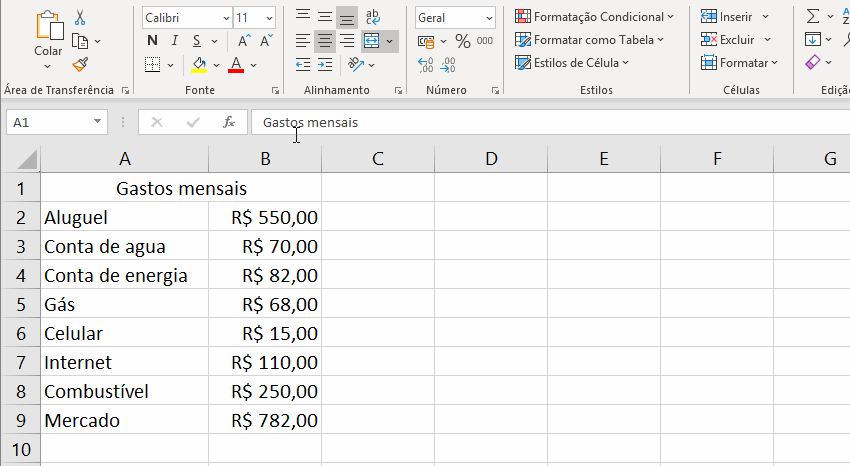 Colar
Área de Transferência
Calibri 11
N I S A A
A
Fonte
ab
c
Alinhamento
Geral
% 000
Número
Formatação Condicional
Formatar como Tabela
Estilos de Célula
Estilos
Inserir
Excluir
Formatar
Células
Edição
A1 fx Gastos mensais
A B C D E F G
1 Gastos mensais
2 Aluguel R$ 550,00
3 Conta de agua R$ 70,00
4 Conta de energia R$ 82,00
5 Gás R$ 68,00
6 Celular R$ 15,00
7 Internet R$ 110,00
8 Combustível R$ 250,00
9 Mercado R$ 782,00
10